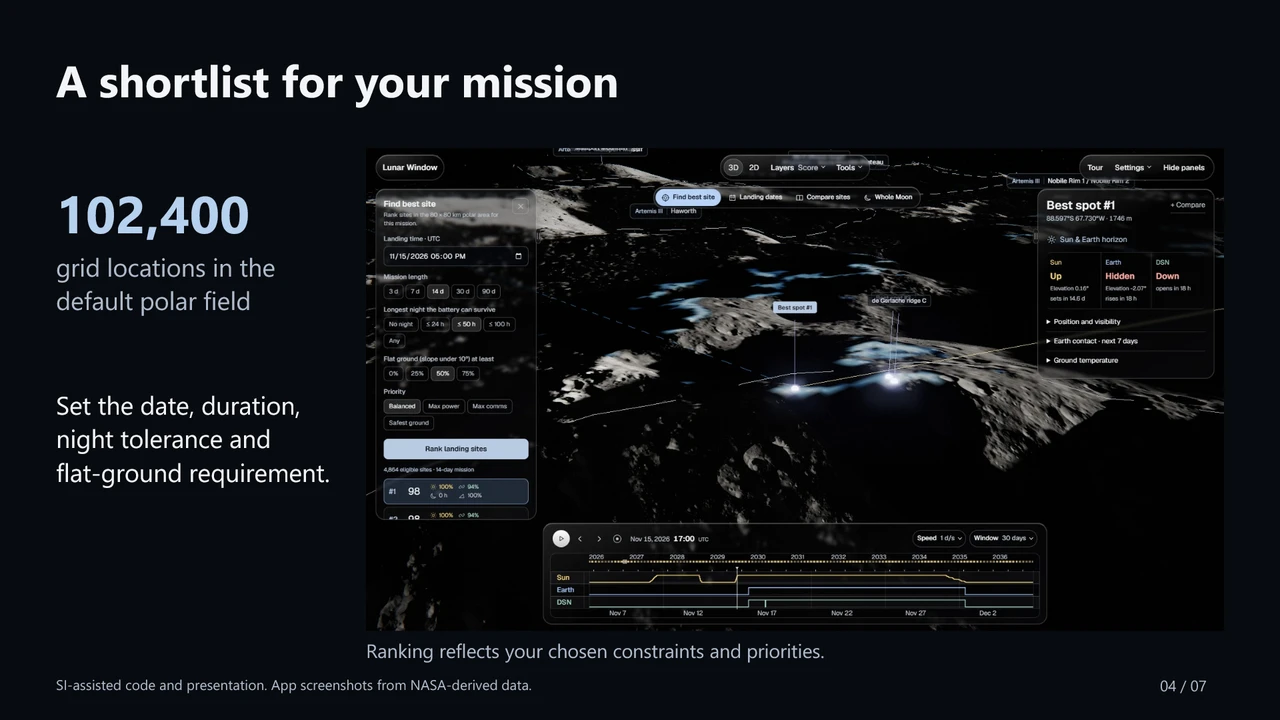 A shortlist for your mission
102,400
grid locations in the
default polar field
Set the date, duration,
night tolerance and
flat-ground requirement.
Lunar Window
3D 2D Layers Score Tools
Tour Settings Hide panels
Find best site Landing dates Compare sites Whole Moon
Artemis III Haworth
Artemis III Nobile Rim 1 / Nobile Rim 2
Find best site
Rank sites in the 80 × 80 km polar area for
this mission.
Landing time · UTC
11/15/2026 05:00 PM
Mission length
3 d 7 d 14 d 30 d 90 d
Longest night the battery can survive
No night ≤ 24 h ≤ 50 h ≤ 100 h
Any
Flat ground (slope under 10°) at least
0% 25% 50% 75%
Priority
Balanced Max power Max comms
Safest ground
Rank landing sites
4,864 eligible sites · 14-day mission
#1 98 100% 94%
0 h 100%
#2 98 100% 94%
Best spot #1
de Gerlache ridge C
Best spot #1
+ Compare
88.597°S 67.730°W · 1746 m
Sun & Earth horizon
Sun Earth DSN
Up Hidden Down
Elevation 0.16° Elevation -2.07° opens in 18 h
sets in 14.6 d rises in 18 h
Position and visibility
Earth contact · next 7 days
Ground temperature
Nov 15, 2026 17:00 UTC
Speed 1 d/s Window 30 days
2026 2027 2028 2029 2030 2031 2032 2033 2034 2035 2036
Sun
Earth
DSN
Nov 7 Nov 12 Nov 17 Nov 22 Nov 27 Dec 2
Ranking reflects your chosen constraints and priorities.
SI-assisted code and presentation. App screenshots from NASA-derived data.
04 / 07